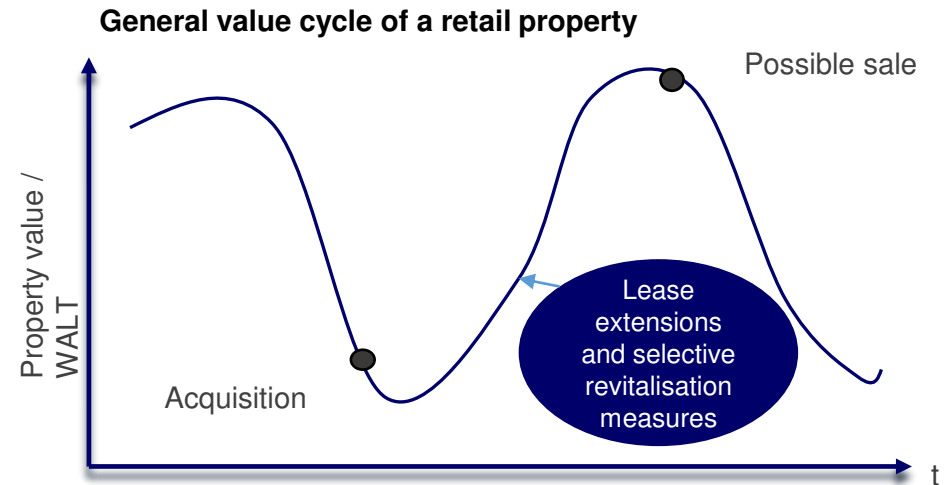 General value cycle of a retail property
Possible sale
Property value /
WALT
Lease
extensions
and selective
revitalisation
measures
Acquisition
t